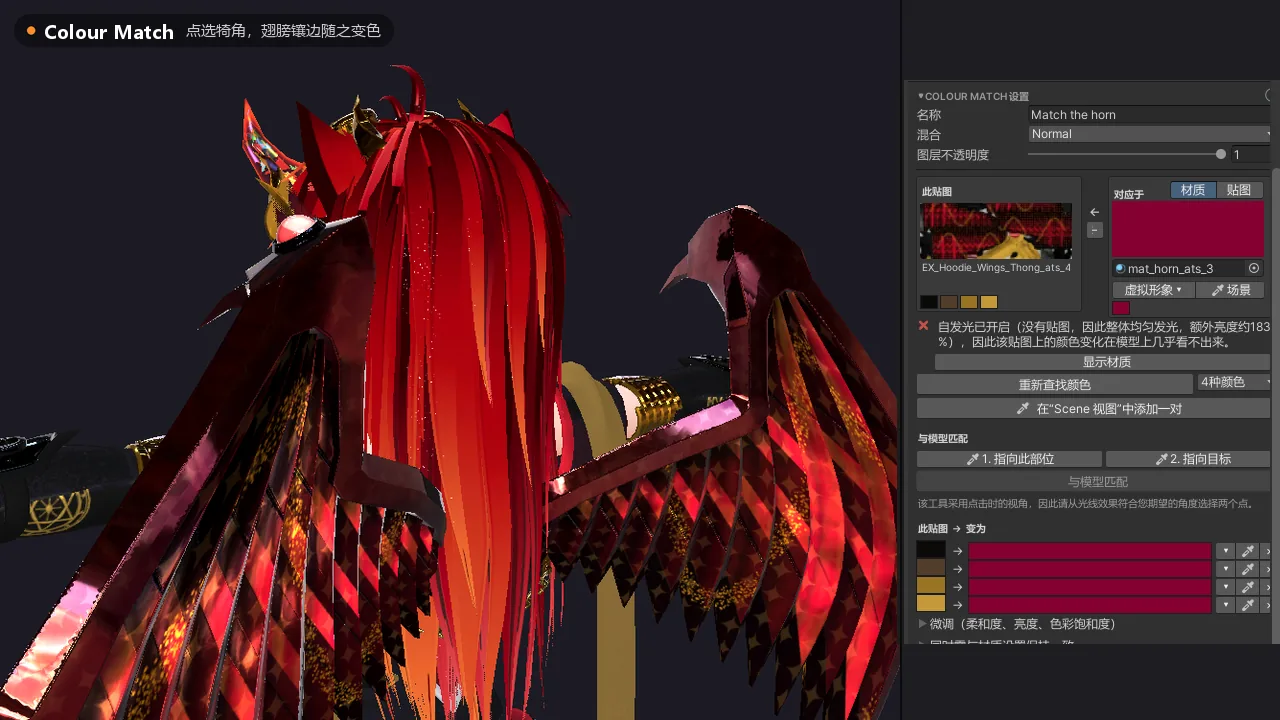 Colour Match 点选犄角，翅膀镶边随之变色
▼COLOUR MATCH 设置
名称 Match the horn
混合 Normal
图层不透明度 1
此贴图
对应于 材质 贴图
EX_Hoodie_Wings_Thong_ats_4
mat_horn_ats_3
虚拟形象 场景
自发光已开启（没有贴图，因此整体均匀发光，额外亮度约183
%），因此该贴图上的颜色变化在模型上几乎看不出来。
显示材质
重新查找颜色 4种颜色
在“Scene 视图”中添加一对
与模型匹配
1. 指向此部位 2. 指向目标
与模型匹配
该工具采用点击时的视角，因此请从光线效果符合您期望的角度选择两个点。
此贴图 → 变为
微调（柔和度、亮度、色彩饱和度）